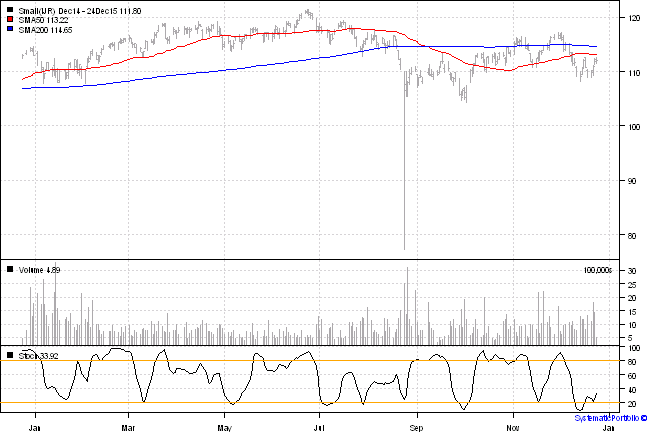 Small(IJR) Dec14 - 24Dec15 111.80
SMA50 113.22
SMA200 114.65
120
110
100
90
80
Volume 4.89
100,000s
30
25
20
15
10
5
Stoch 33.92
100
80
60
40
20
Jan Mar May Jul Sep Nov Jan
SystematicPortfolio ©